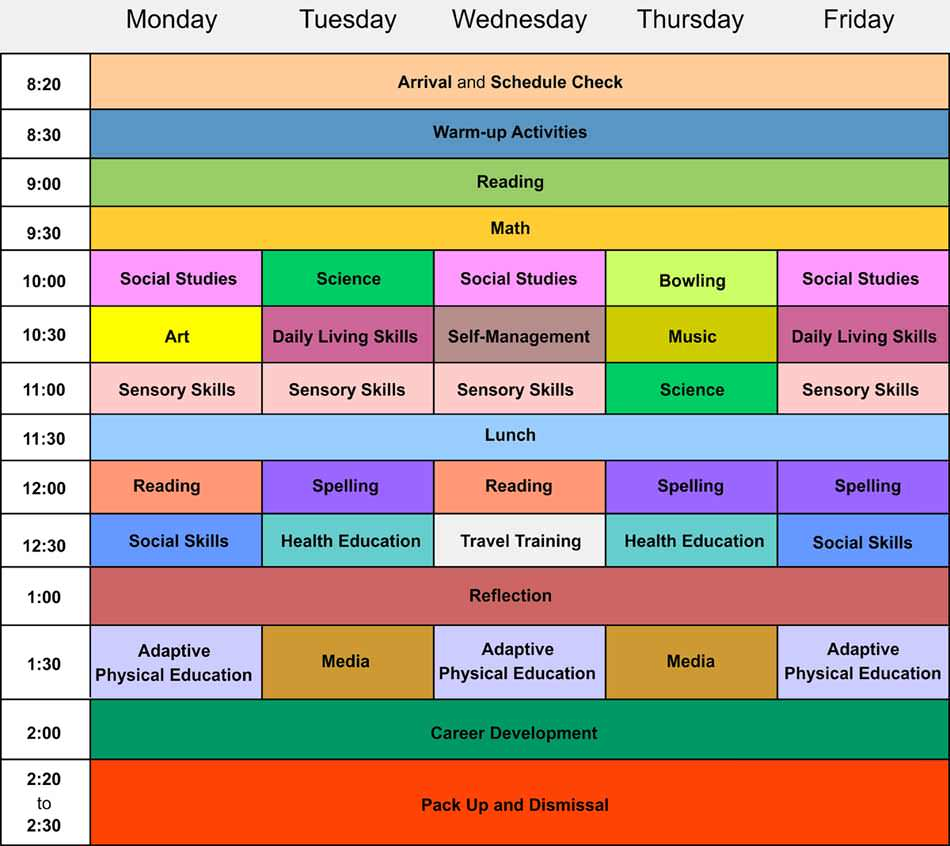 Monday Tuesday Wednesday Thursday Friday
8:20 Arrival and Schedule Check
8:30 Warm-up Activities
9:00 Reading
9:30 Math
10:00 Social Studies Science Social Studies Bowling Social Studies
10:30 Art Daily Living Skills Self-Management Music Daily Living Skills
11:00 Sensory Skills Sensory Skills Sensory Skills Science Sensory Skills
11:30 Lunch
12:00 Reading Spelling Reading Spelling Spelling
12:30 Social Skills Health Education Travel Training Health Education Social Skills
1:00 Reflection
1:30 Adaptive Physical Education Media Adaptive Physical Education Media Adaptive Physical Education
2:00 Career Development
2:20 to 2:30 Pack Up and Dismissal